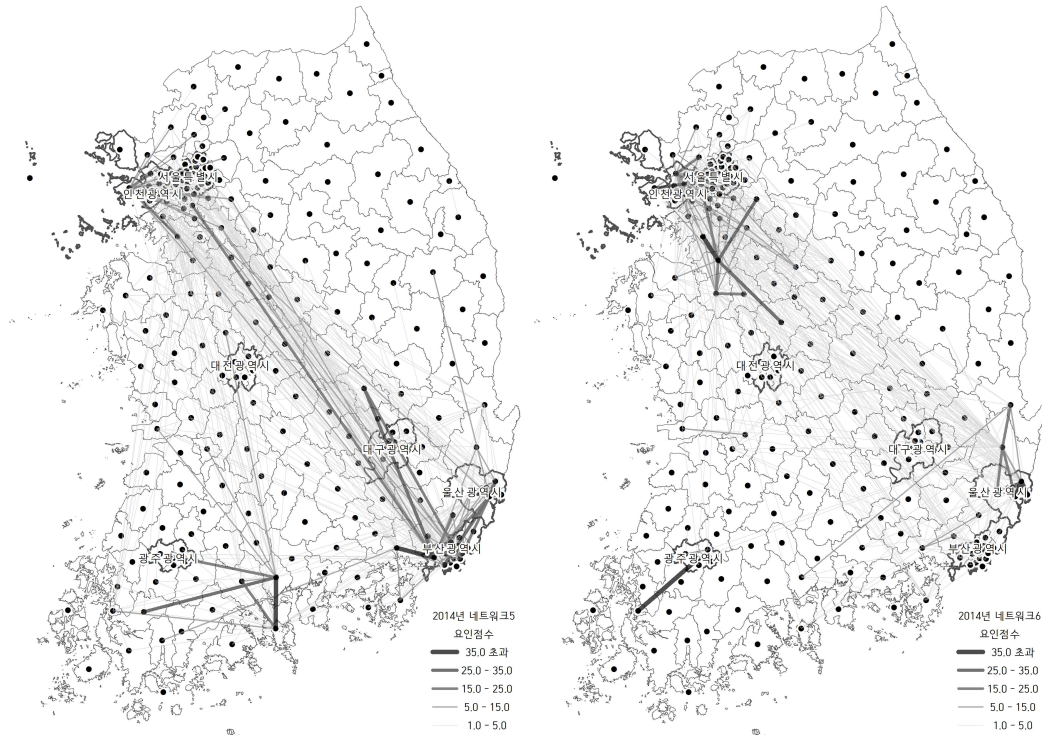 서울특별시
인천광역시
대전광역시
대구광역시
울산광역시
부산광역시
광주광역시
2014년 네트워크5
요인점수
35.0 초과
25.0 - 35.0
15.0 - 25.0
5.0 - 15.0
1.0 - 5.0
서울특별시
인천광역시
대전광역시
대구광역시
울산광역시
부산광역시
광주광역시
2014년 네트워크6
요인점수
35.0 초과
25.0 - 35.0
15.0 - 25.0
5.0 - 15.0
1.0 - 5.0